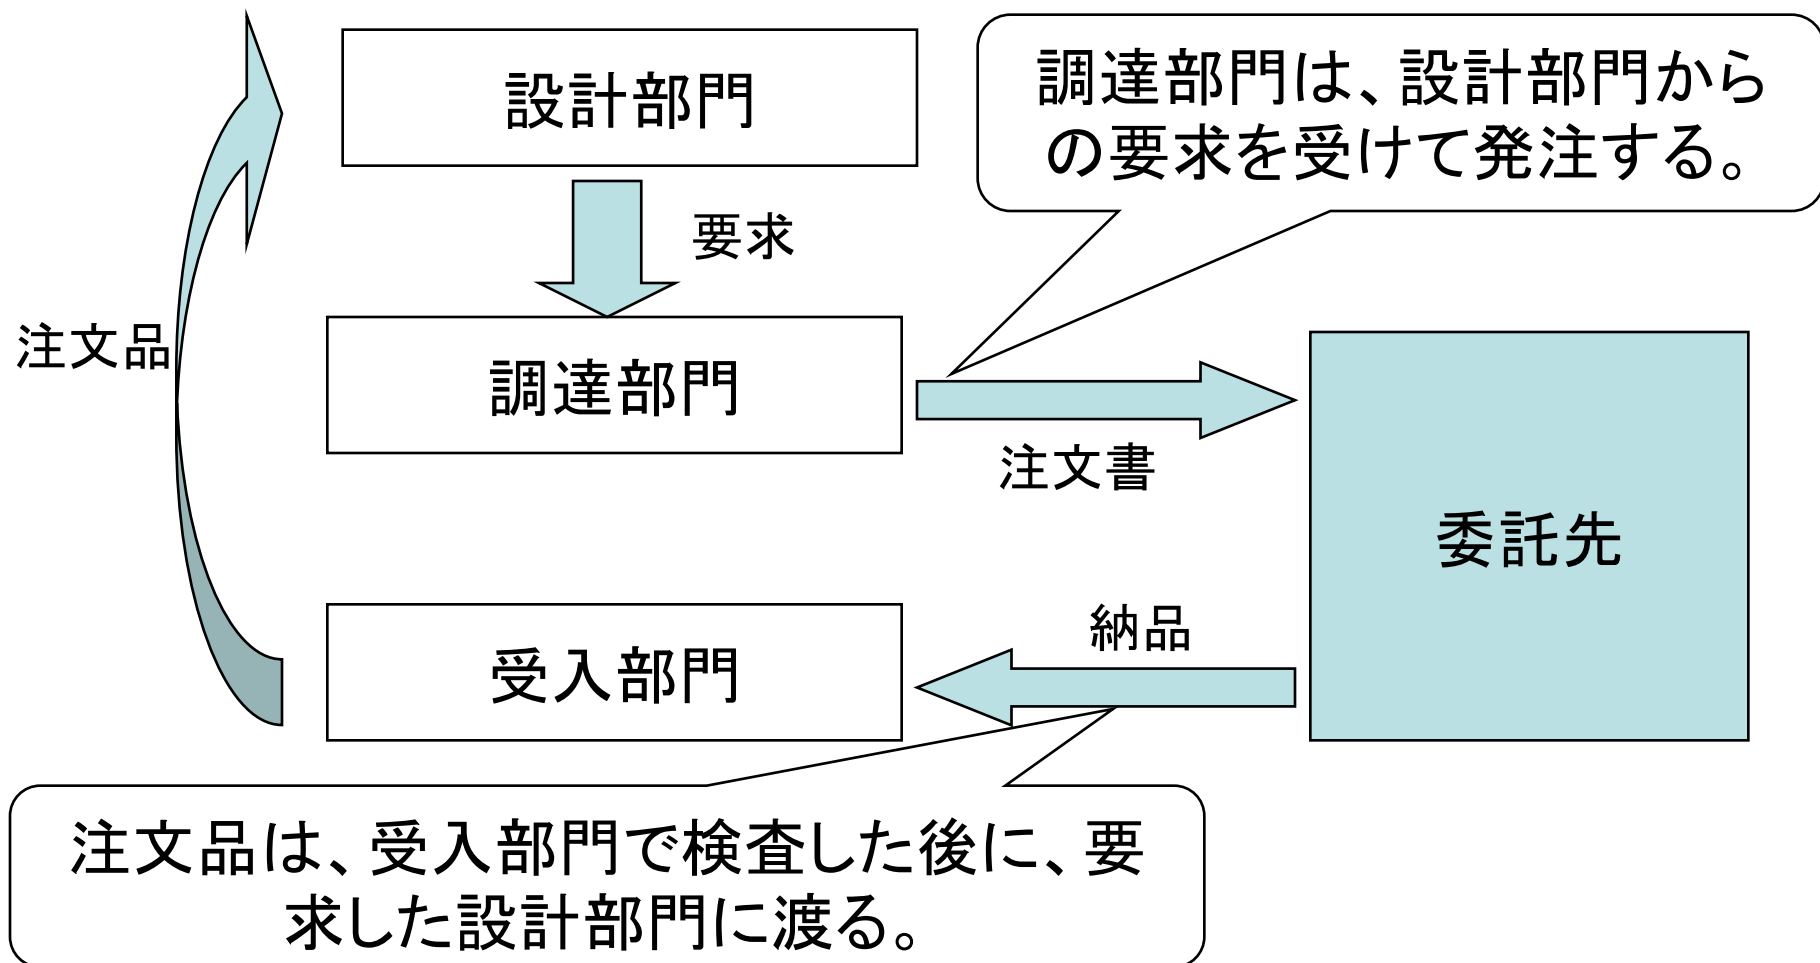 設計部門
調達部門は、設計部門から
の要求を受けて発注する。
要求
注文品
調達部門
注文書
委託先
納品
受入部門
注文品は、受入部門で検査した後に、要
求した設計部門に渡る。